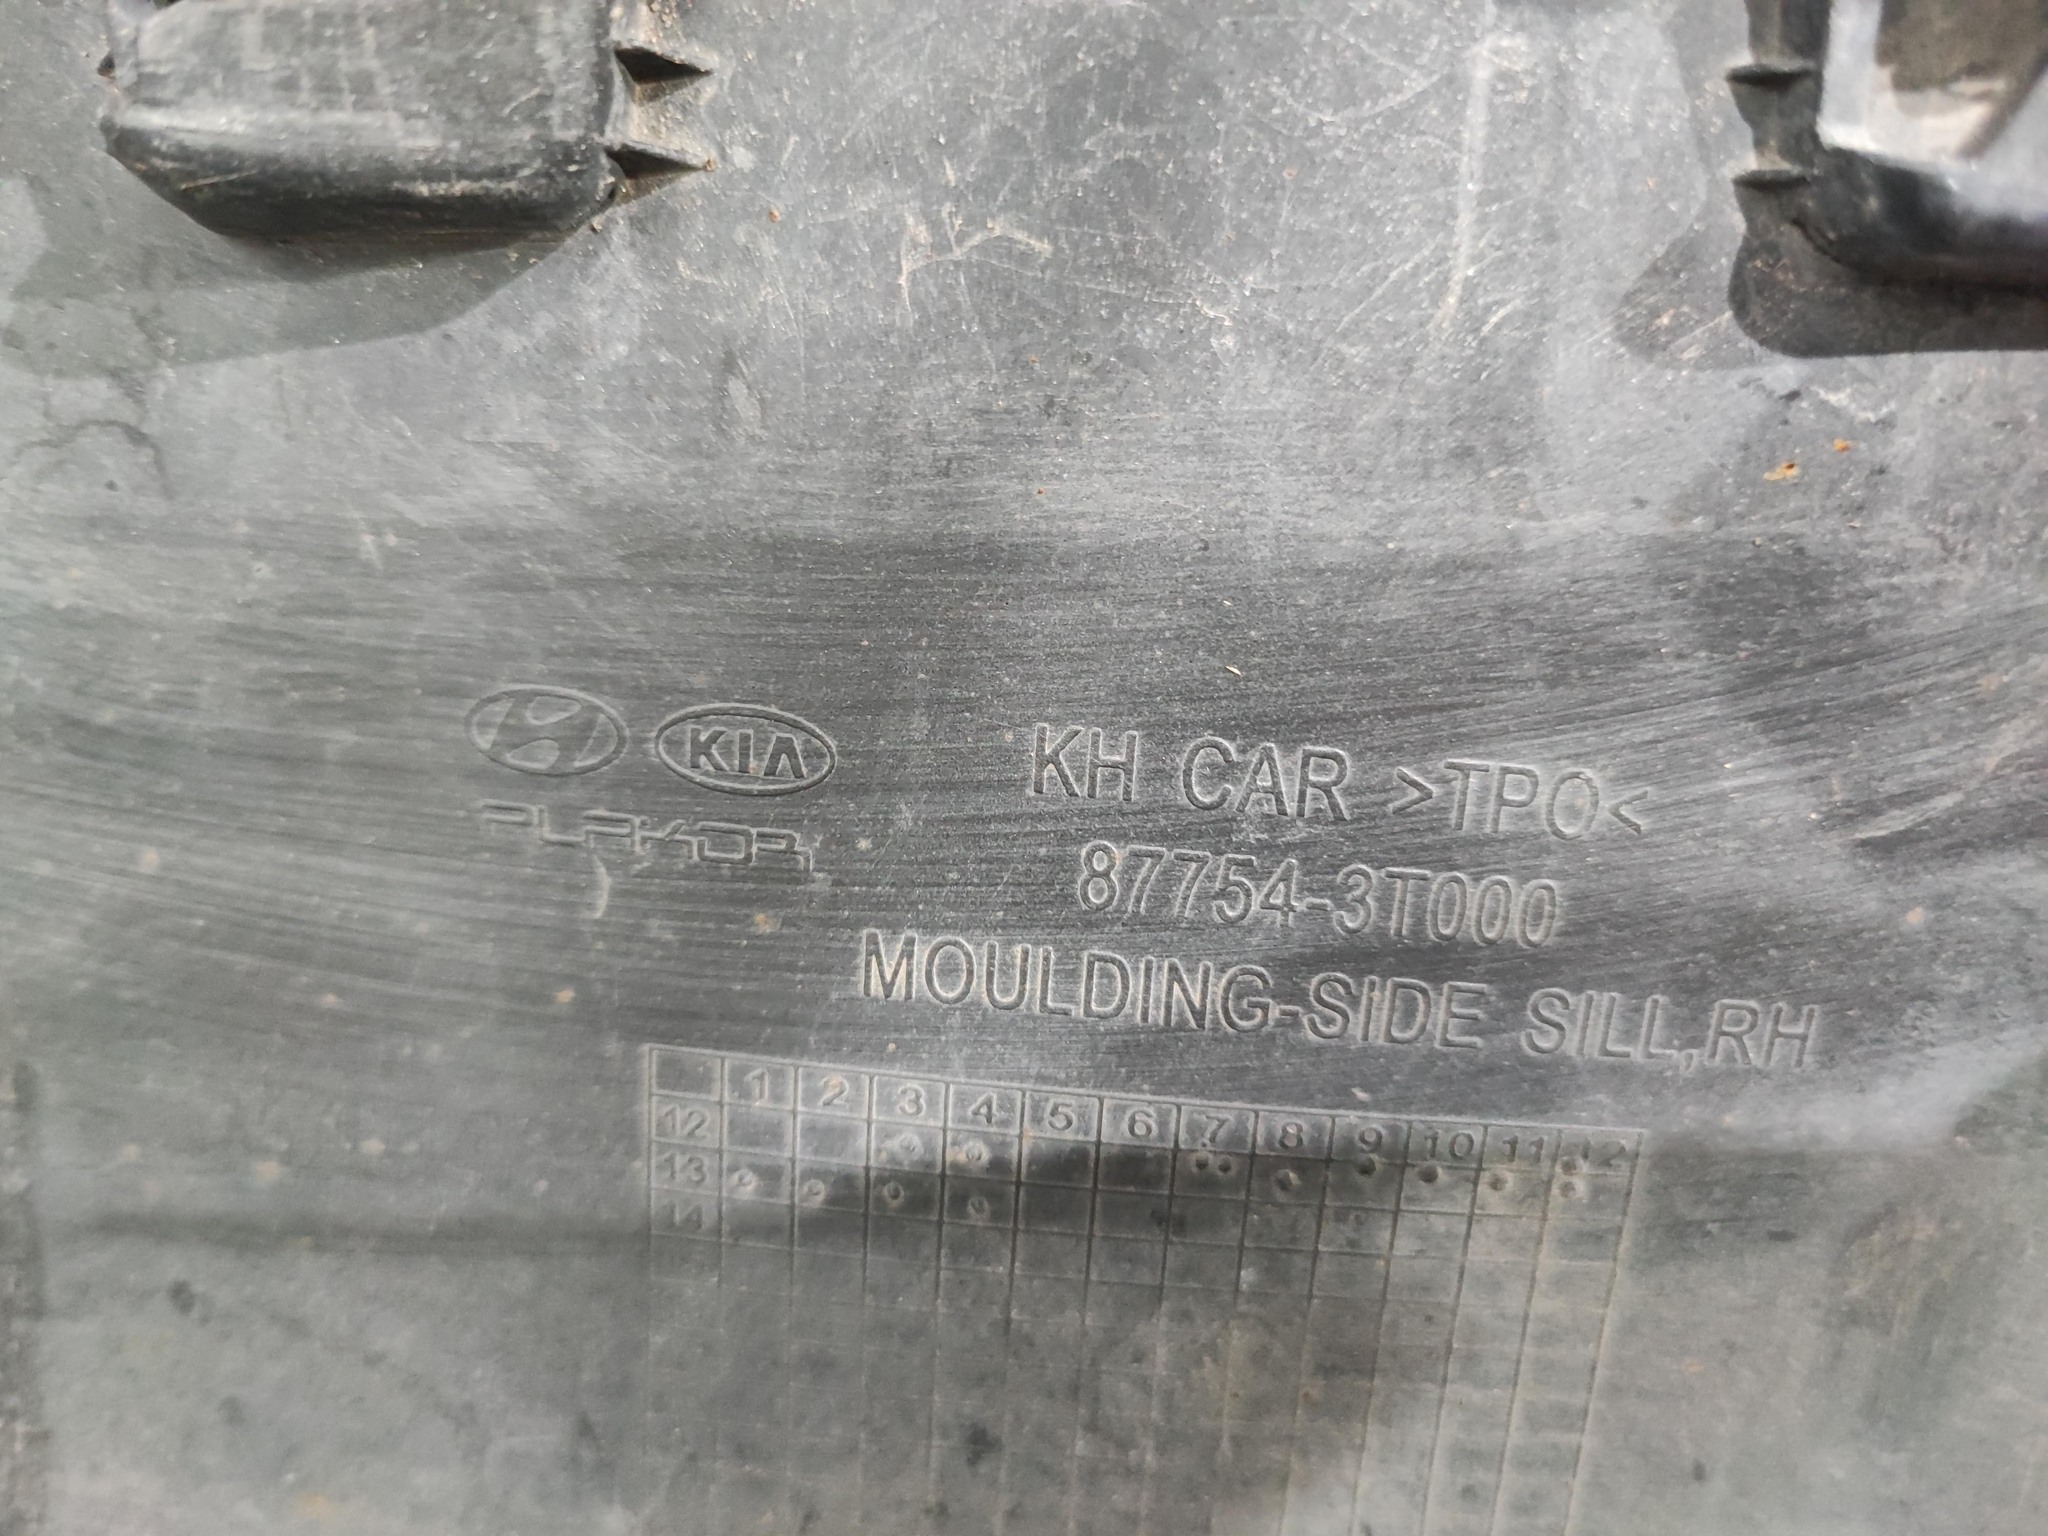 KIA
PLAKOR
KH CAR >TPO<
87754-3T000
MOULDING-SIDE SILL,RH
1 2 3 4 5 6 7 8 9 10 11 12
12
13
14